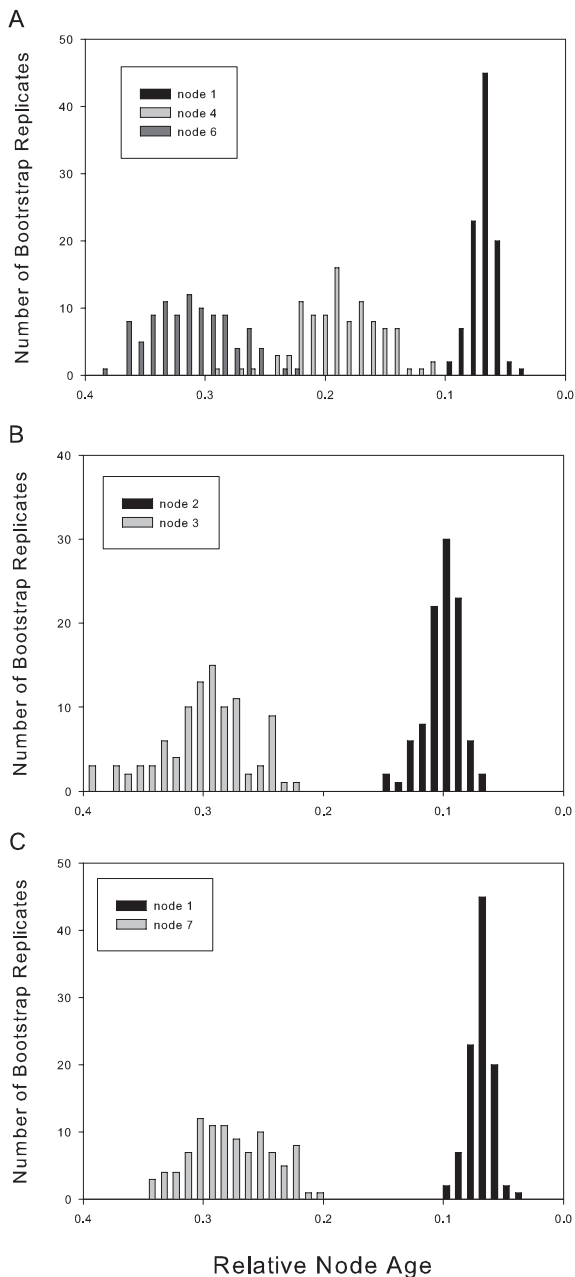 A
Number of Bootrstrap Replicates
50
40
30
20
10
0
node 1
node 4
node 6
0.4
0.3
0.2
0.1
0.0
B
Number of Bootstrap Replicates
40
30
20
10
0
node 2
node 3
0.4
0.3
0.2
0.1
0.0
C
Number of Bootstrap Replicates
50
40
30
20
10
0
node 1
node 7
0.4
0.3
0.2
0.1
0.0
Relative Node Age